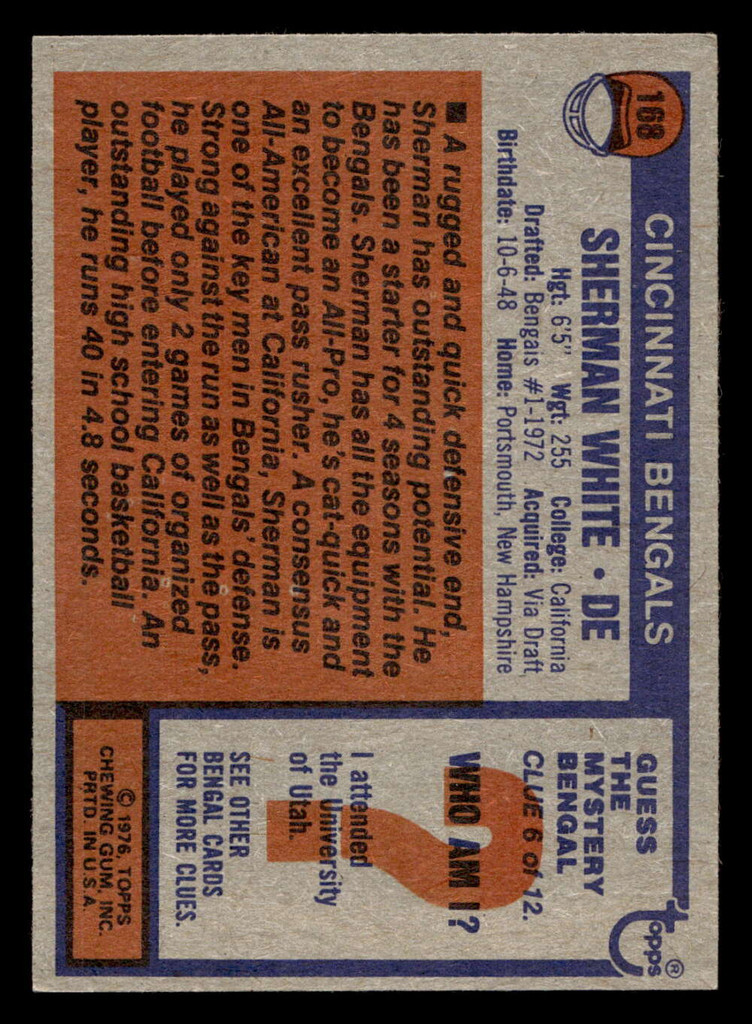 168
CINCINNATI BENGALS
SHERMAN WHITE • DE
Hgt: 6'5" Wgt: 255 College: California
Drafted: Bengals #1-1972 Acquired: Via Draft
Birthdate: 10-6-48 Home: Portsmouth, New Hampshire
■ A rugged and quick defensive end,
Sherman has outstanding potential. He
has been a starter for 4 seasons with the
Bengals. Sherman has all the equipment
to become an All-Pro, he's cat-quick and
an excellent pass rusher. A consensus
All-American at California, Sherman is
one of the key men in Bengals' defense.
Strong against the run as well as the pass,
he played only 2 games of organized
football before entering California. An
outstanding high school basketball
player, he runs 40 in 4.8 seconds.
topps®
GUESS
THE
MYSTERY
BENGAL
CLUE 6 of 12.
WHO AM I?
?
I attended
the University
of Utah.
SEE OTHER
BENGAL CARDS
FOR MORE CLUES.
© 1976, TOPPS
CHEWING GUM, INC.
PRTD. IN U.S.A.